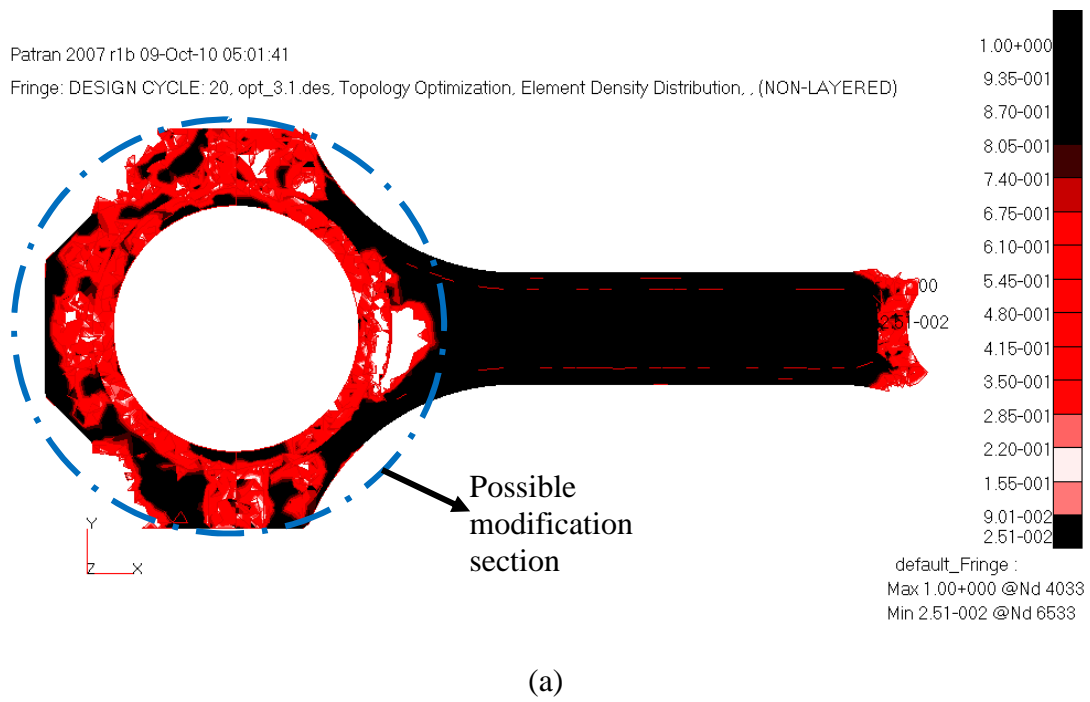 Patran 2007 r1b 09-Oct-10 05:01:41
Fringe: DESIGN CYCLE: 20, opt_3.1.des, Topology Optimization, Element Density Distribution, , (NON-LAYERED)
1.00+000
9.35-001
8.70-001
8.05-001
7.40-001
6.75-001
6.10-001
5.45-001
4.80-001
4.15-001
3.50-001
2.85-001
2.20-001
1.55-001
9.01-002
2.51-002
00
51-002
Possible
modification
section
Y
Z
X
default_Fringe :
Max 1.00+000 @Nd 4033
Min 2.51-002 @Nd 6533
(a)